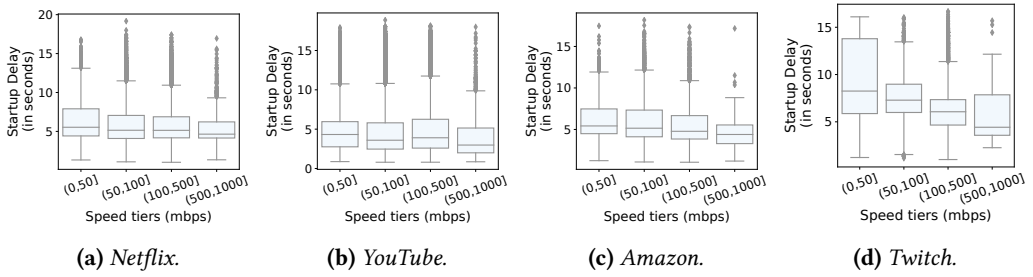 Startup Delay
(in seconds)
20
15
10
5
(0,50]
(50,100]
(100,500]
(500,1000]
Speed tiers (mbps)
(a) Netflix.
Startup Delay
(in seconds)
15
10
5
0
(0,50]
(50,100]
(100,500]
(500,1000]
Speed tiers (mbps)
(b) YouTube.
Startup Delay
(in seconds)
15
10
5
(0,50]
(50,100]
(100,500]
(500,1000]
Speed tiers (mbps)
(c) Amazon.
Startup Delay
(in seconds)
15
10
5
(0,50]
(50,100]
(100,500]
(500,1000]
Speed tiers (mbps)
(d) Twitch.